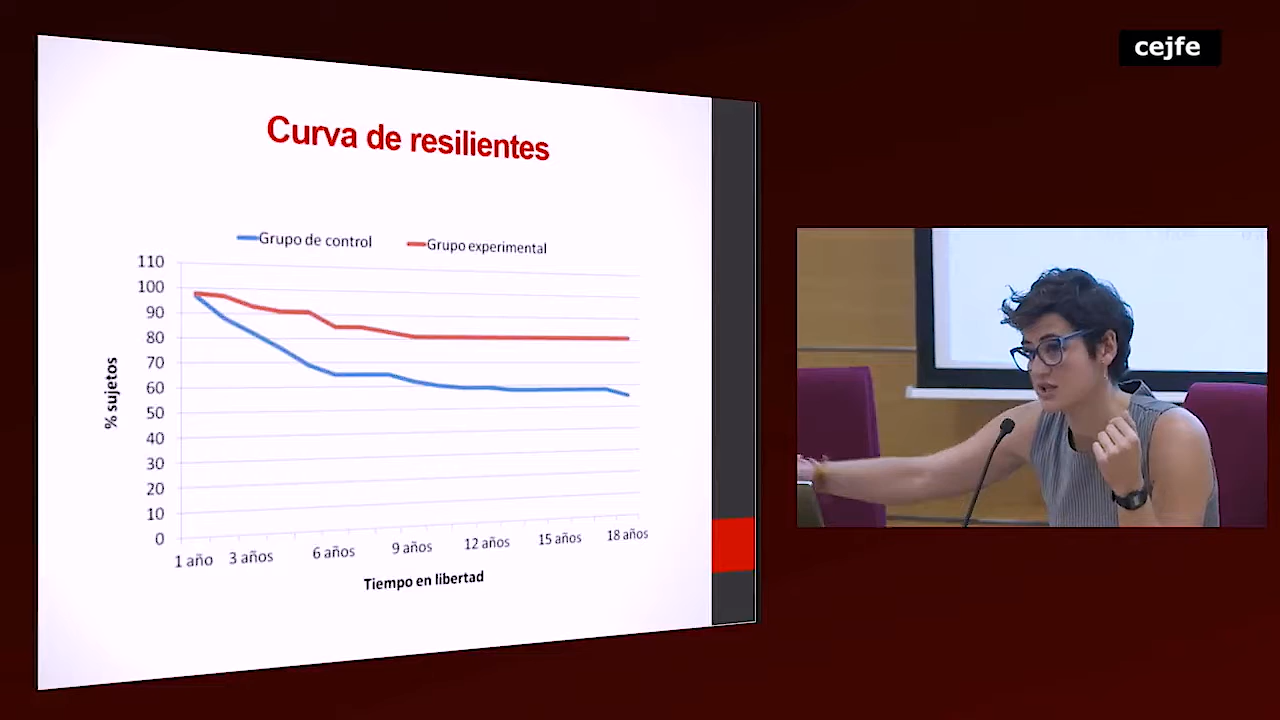 cejfe
Curva de resilientes
Grupo de control
Grupo experimental
110
100
90
80
70
60
50
40
30
20
10
0
% sujetos
1 año
3 años
6 años
9 años
12 años
15 años
18 años
Tiempo en libertad